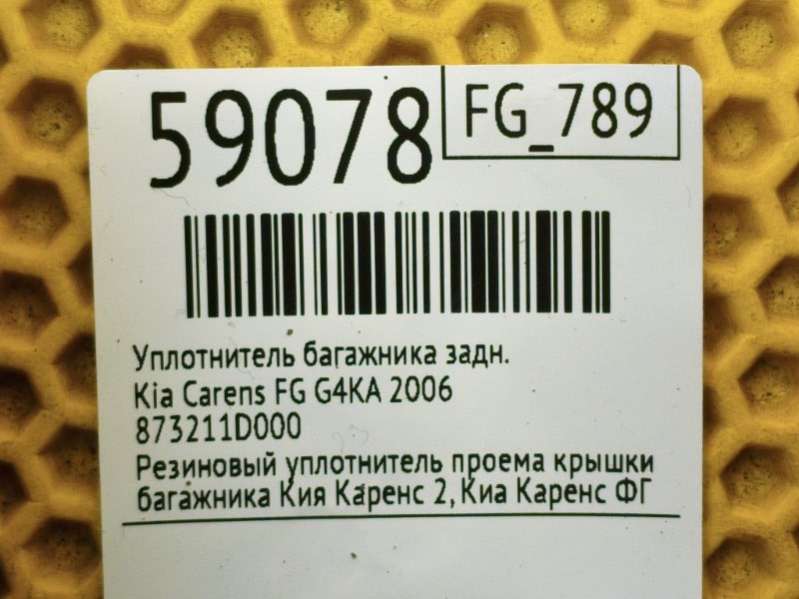 59078
FG_789
Уплотнитель багажника задн.
Kia Carens FG G4KA 2006
873211D000
Резиновый уплотнитель проема крышки
багажника Кия Каренс 2, Киа Каренс ФГ